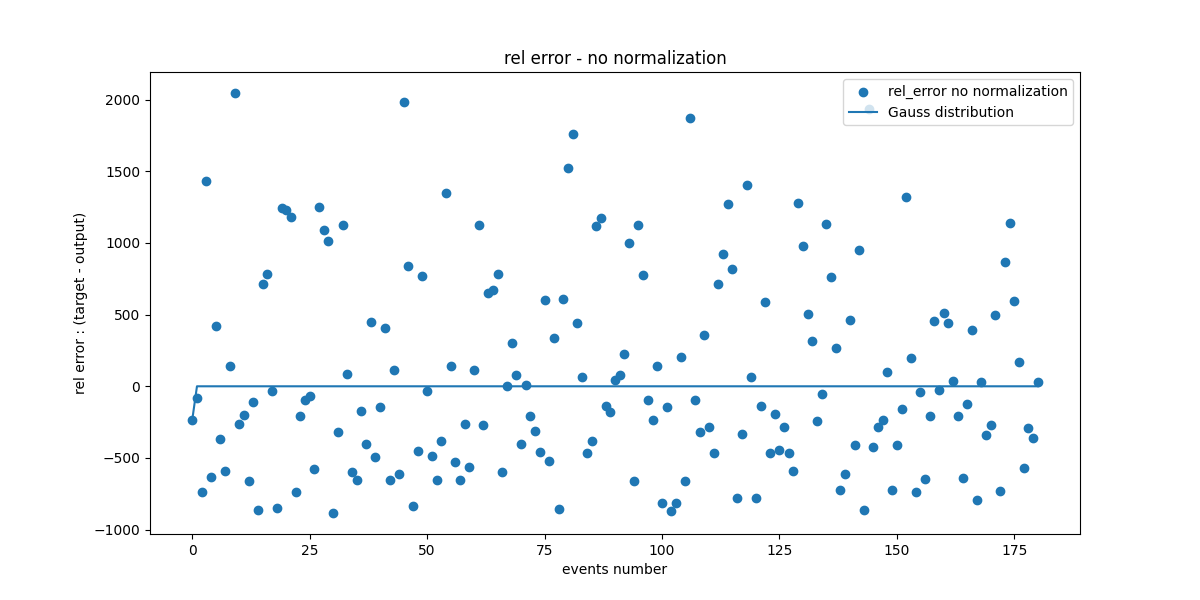 rel error - no normalization
rel_error no normalization
Gauss distribution
rel error : (target - output)
2000
1500
1000
500
0
−500
−1000
0 25 50 75 100 125 150 175
events number